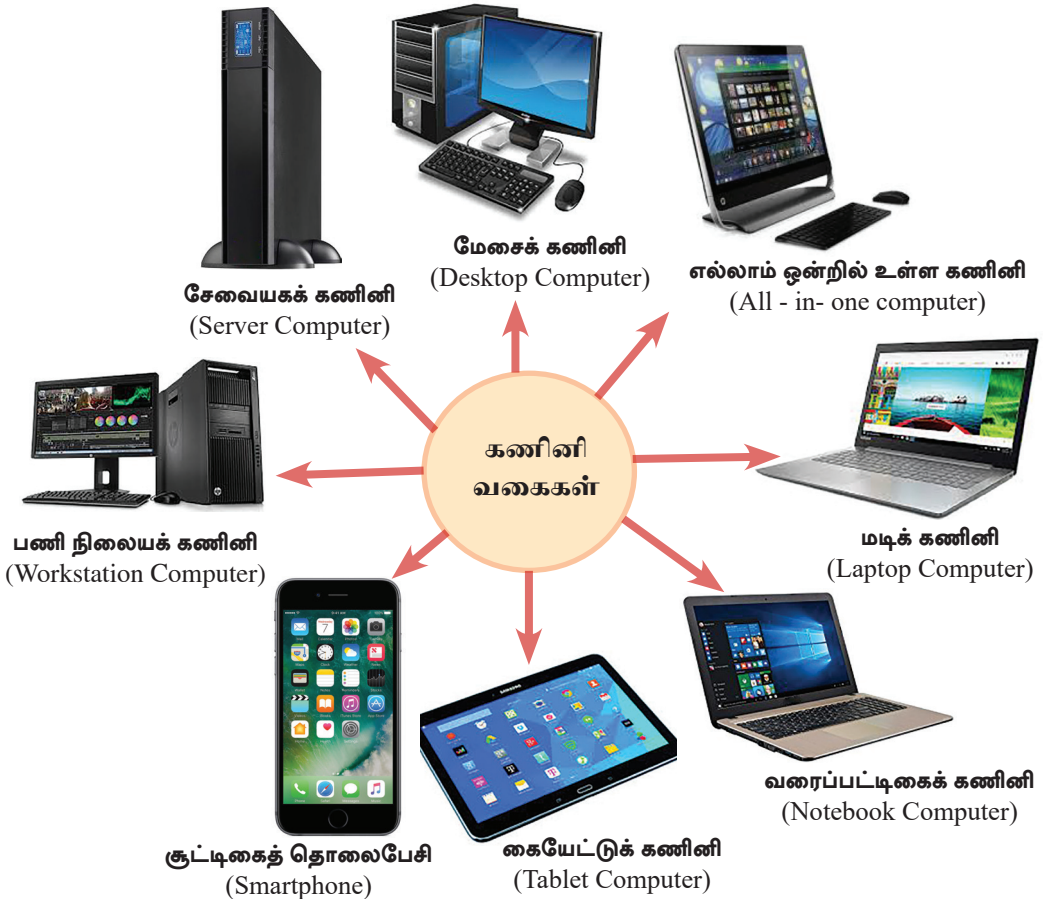 மேசைக் கணினி
(Desktop Computer)
எல்லாம் ஒன்றில் உள்ள கணினி
(All - in- one computer)
சேவையகக் கணினி
(Server Computer)
கணினி
வகைகள்
மடிக் கணினி
(Laptop Computer)
பணி நிலையக் கணினி
(Workstation Computer)
SAMSUNG
வரைப்பட்டிகைக் கணினி
(Notebook Computer)
சூட்டிகைத் தொலைபேசி
(Smartphone)
கையேட்டுக் கணினி
(Tablet Computer)